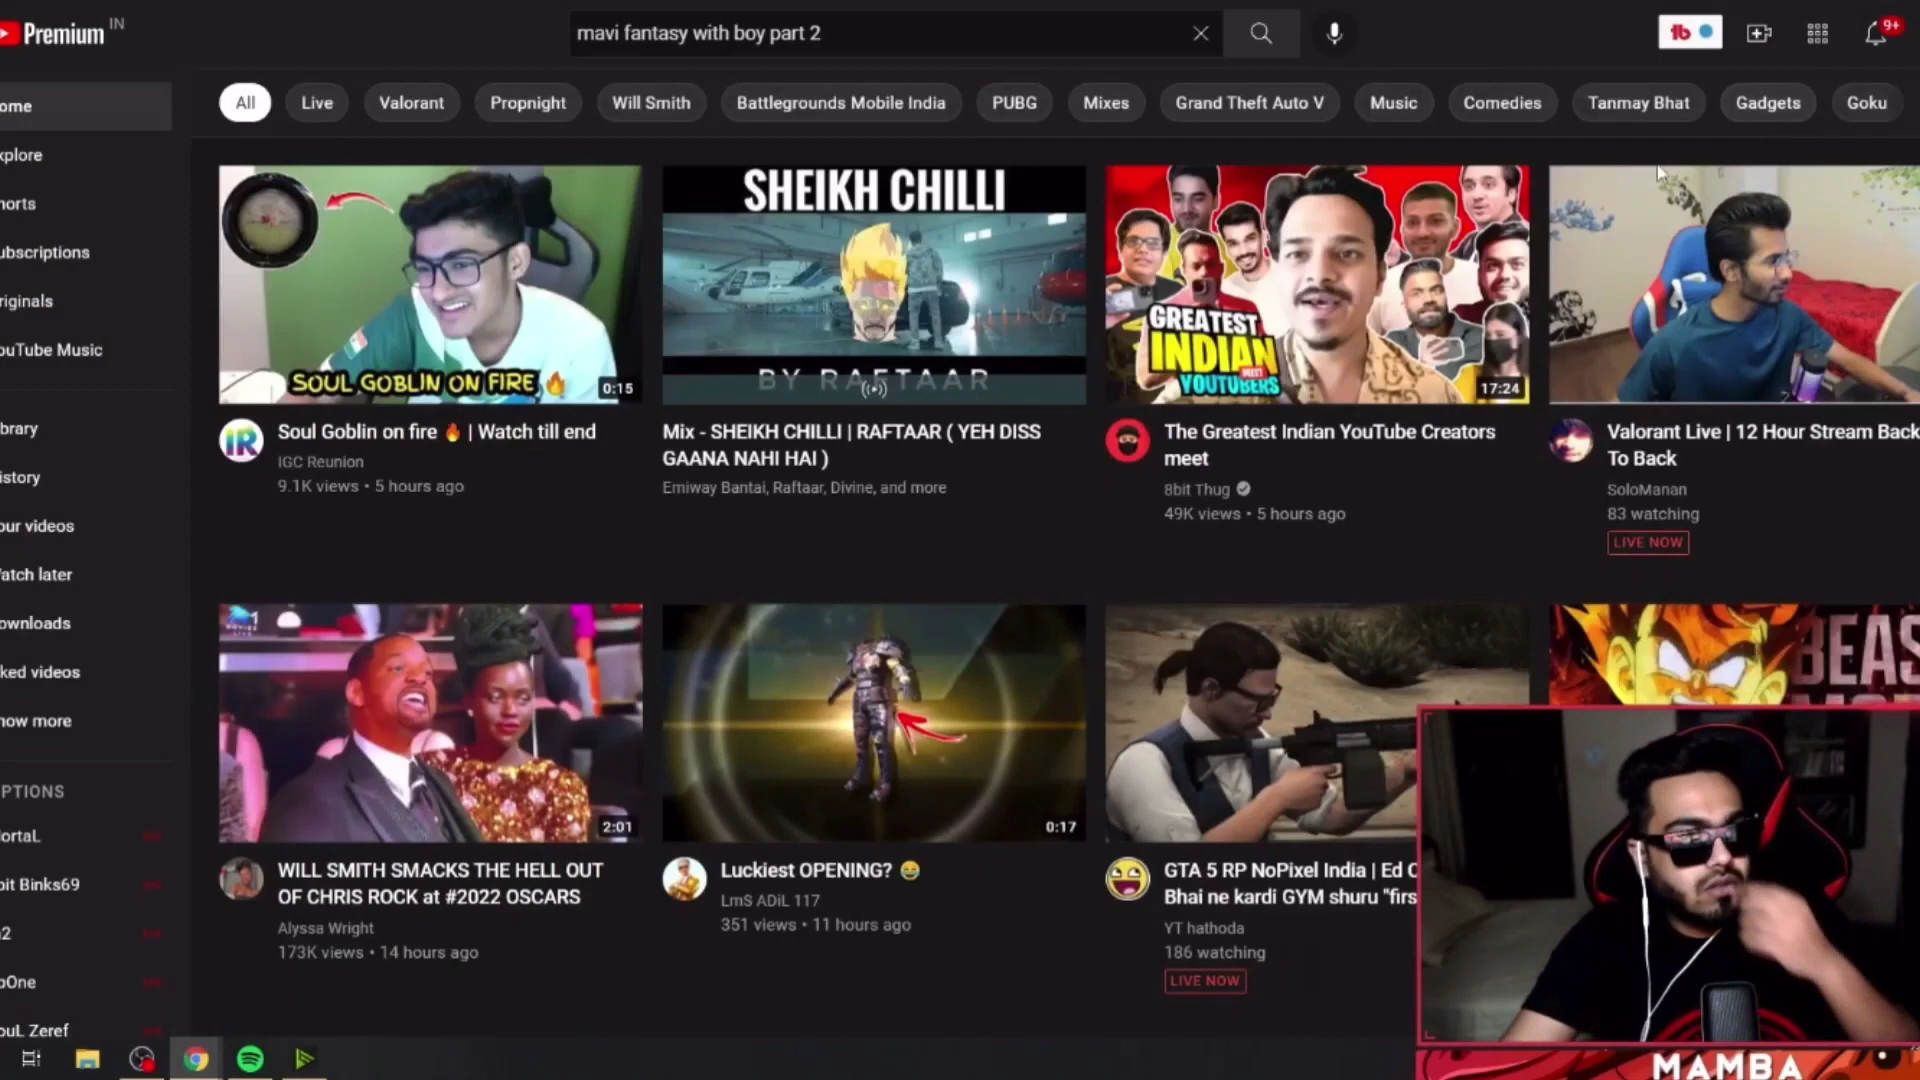 Premium IN
mavi fantasy with boy part 2
9+
All
Live
Valorant
Propnight
Will Smith
Battlegrounds Mobile India
PUBG
Mixes
Grand Theft Auto V
Music
Comedies
Tanmay Bhat
Gadgets
Goku
ome
xplore
horts
ubscriptions
riginals
ouTube Music
brary
istory
our videos
atch later
ownloads
ked videos
how more
PTIONS
ortaL
bit Binks69
2
oOne
ouL Zeref
SOUL GOBLIN ON FIRE
0:15
Soul Goblin on fire 🔥 | Watch till end
IGC Reunion
9.1K views • 5 hours ago
SHEIKH CHILLI
BY RAFTAAR
Mix - SHEIKH CHILLI | RAFTAAR ( YEH DISS
GAANA NAHI HAI )
Emiway Bantai, Raftaar, Divine, and more
GREATEST
INDIAN
MEET
YOUTUBERS
17:24
The Greatest Indian YouTube Creators
meet
8bit Thug
49K views • 5 hours ago
Valorant Live | 12 Hour Stream Back
To Back
SoloManan
83 watching
LIVE NOW
2:01
WILL SMITH SMACKS THE HELL OUT
OF CHRIS ROCK at #2022 OSCARS
Alyssa Wright
173K views • 14 hours ago
0:17
Luckiest OPENING? 😂
LmS ADiL 117
351 views • 11 hours ago
GTA 5 RP NoPixel India | Ed
Bhai ne kardi GYM shuru "firs
YT hathoda
186 watching
LIVE NOW
BEAS
MAMBA